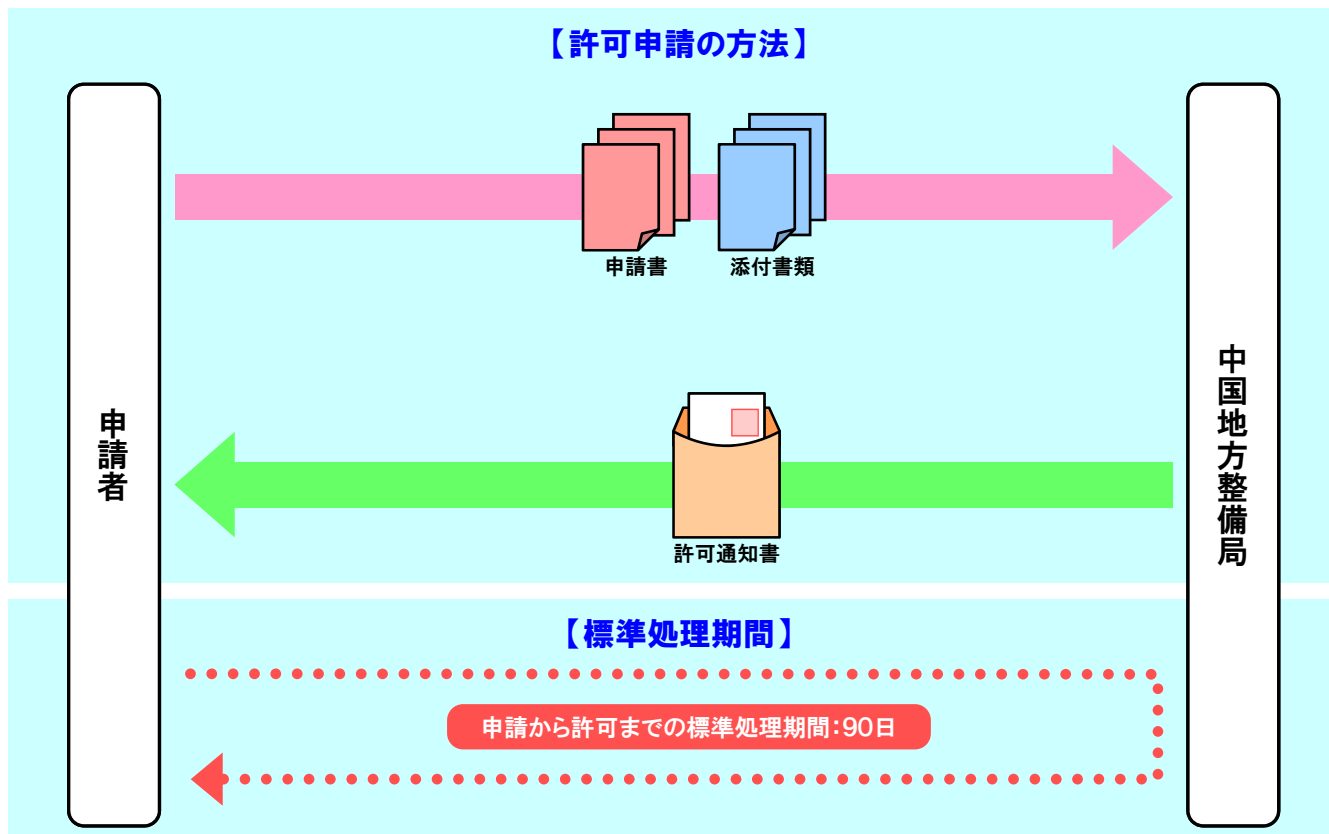 【許可申請の方法】
申請書
添付書類
申請者
中国地方整備局
許可通知書
【標準処理期間】
申請から許可までの標準処理期間:90日